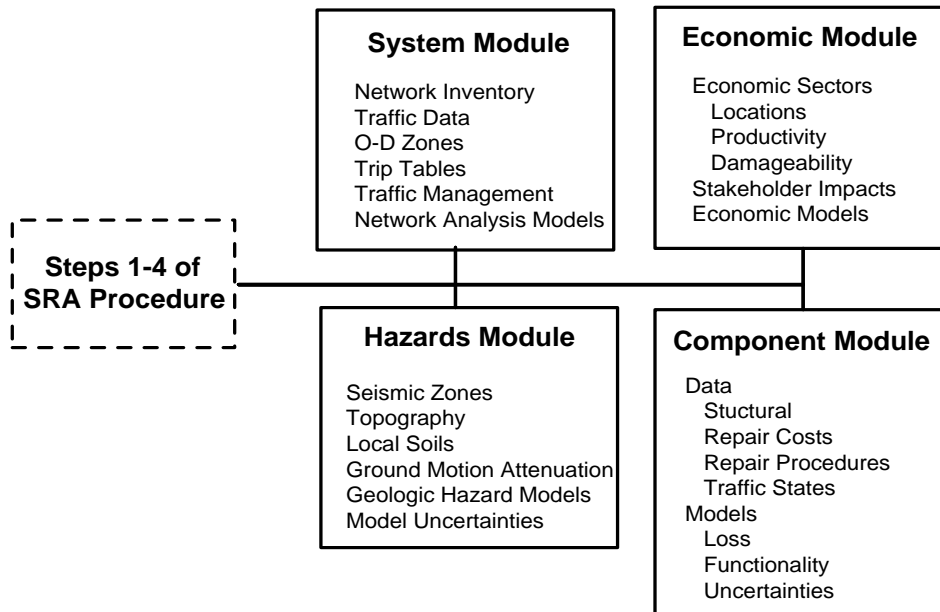 Steps 1-4 of
SRA Procedure
System Module
Network Inventory
Traffic Data
O-D Zones
Trip Tables
Traffic Management
Network Analysis Models
Economic Module
Economic Sectors
Locations
Productivity
Damageability
Stakeholder Impacts
Economic Models
Hazards Module
Seismic Zones
Topography
Local Soils
Ground Motion Attenuation
Geologic Hazard Models
Model Uncertainties
Component Module
Data
Stuctural
Repair Costs
Repair Procedures
Traffic States
Models
Loss
Functionality
Uncertainties